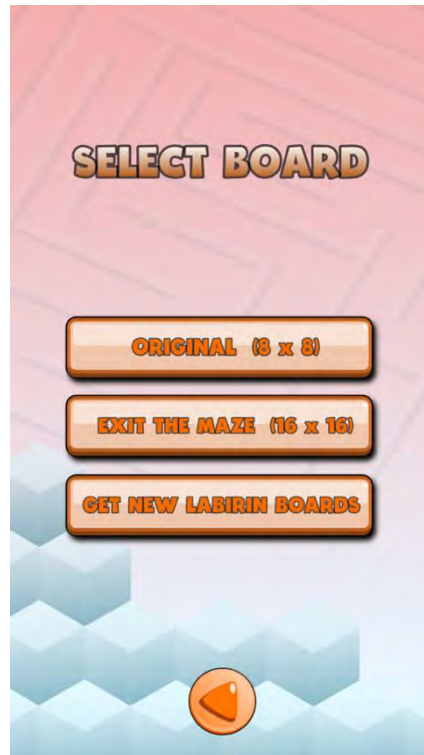 SELECT BOARD
ORIGINAL (8 x 8)
EXIT THE MAZE (16 x 16)
GET NEW LABIRIN BOARDS